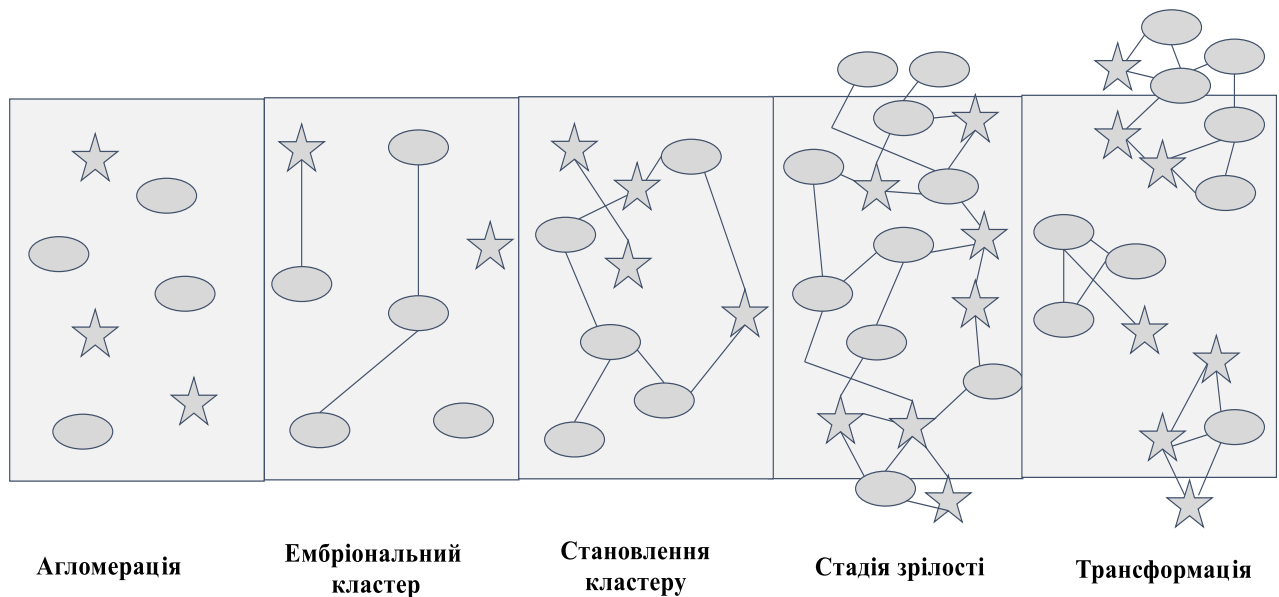 Агломерація
Ембріональний
кластер
Становлення
кластеру
Стадія зрілості
Трансформація